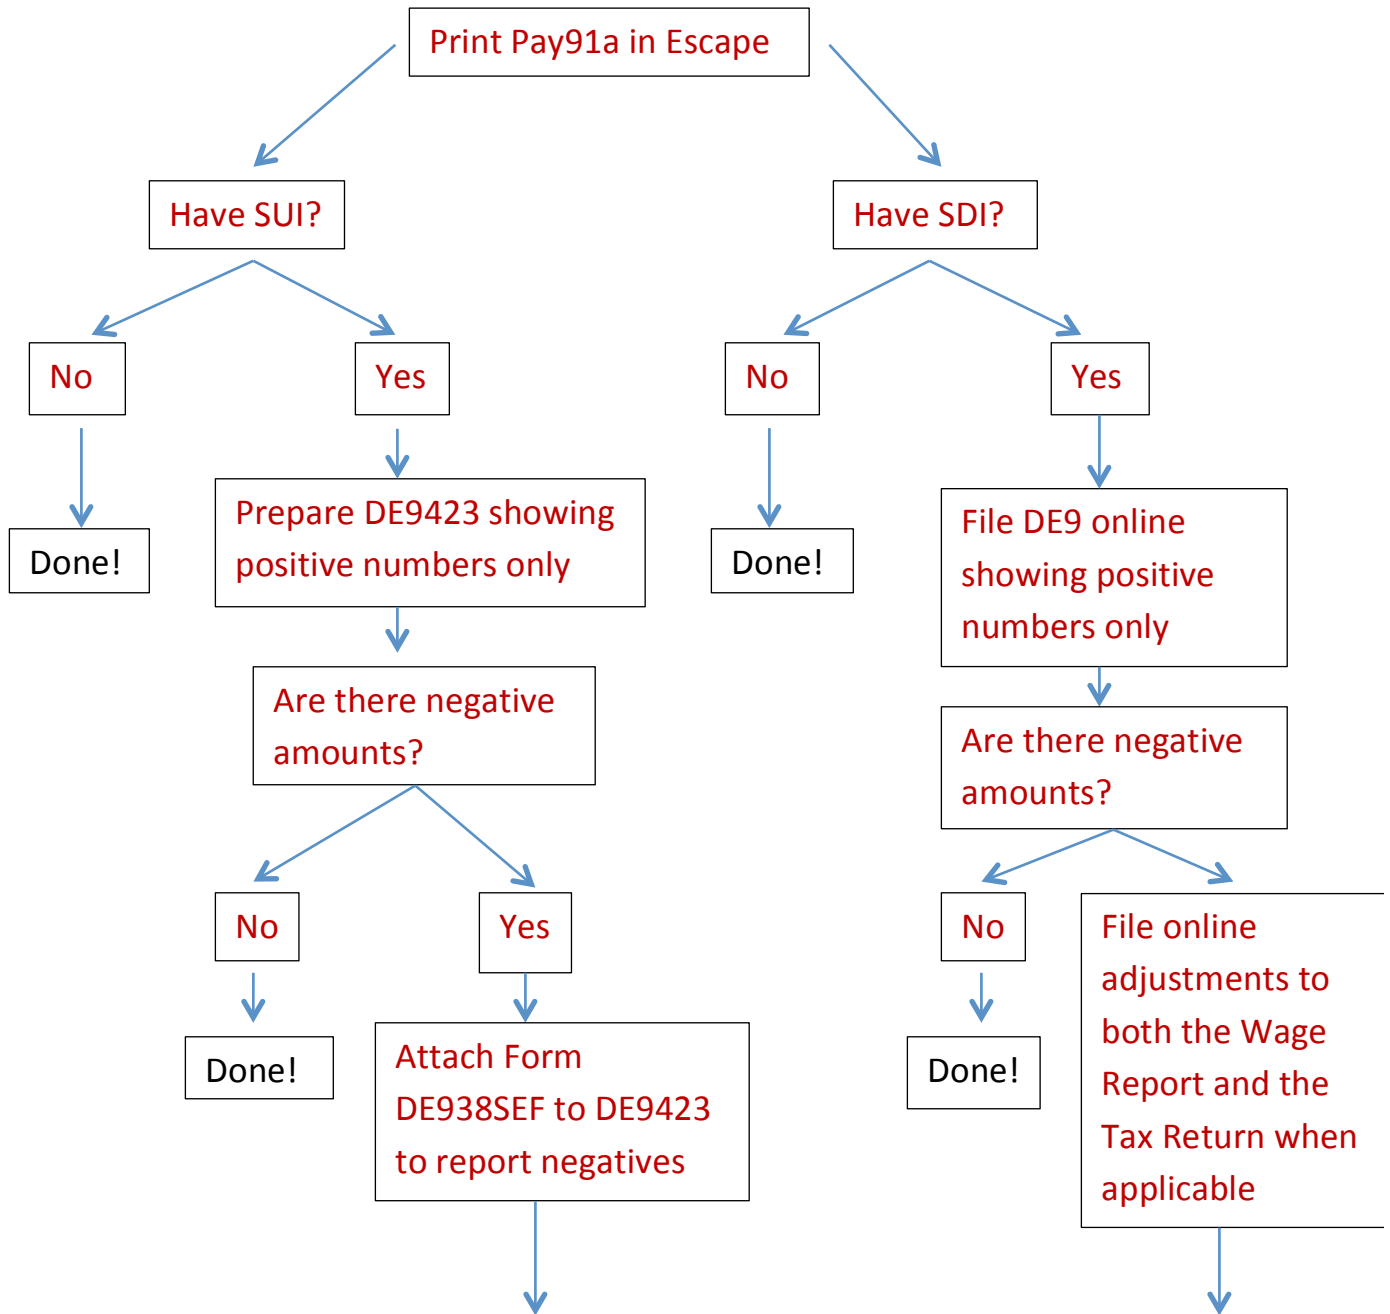 Print Pay91a in Escape
Have SUI?
Have SDI?
No
Yes
No
Yes
Prepare DE9423 showing
positive numbers only
File DE9 online
showing positive
numbers only
Done!
Done!
Are there negative
amounts?
Are there negative
amounts?
No
Yes
No
File online
adjustments to
both the Wage
Report and the
Tax Return when
applicable
Done!
Attach Form
DE938SEF to DE9423
to report negatives
Done!